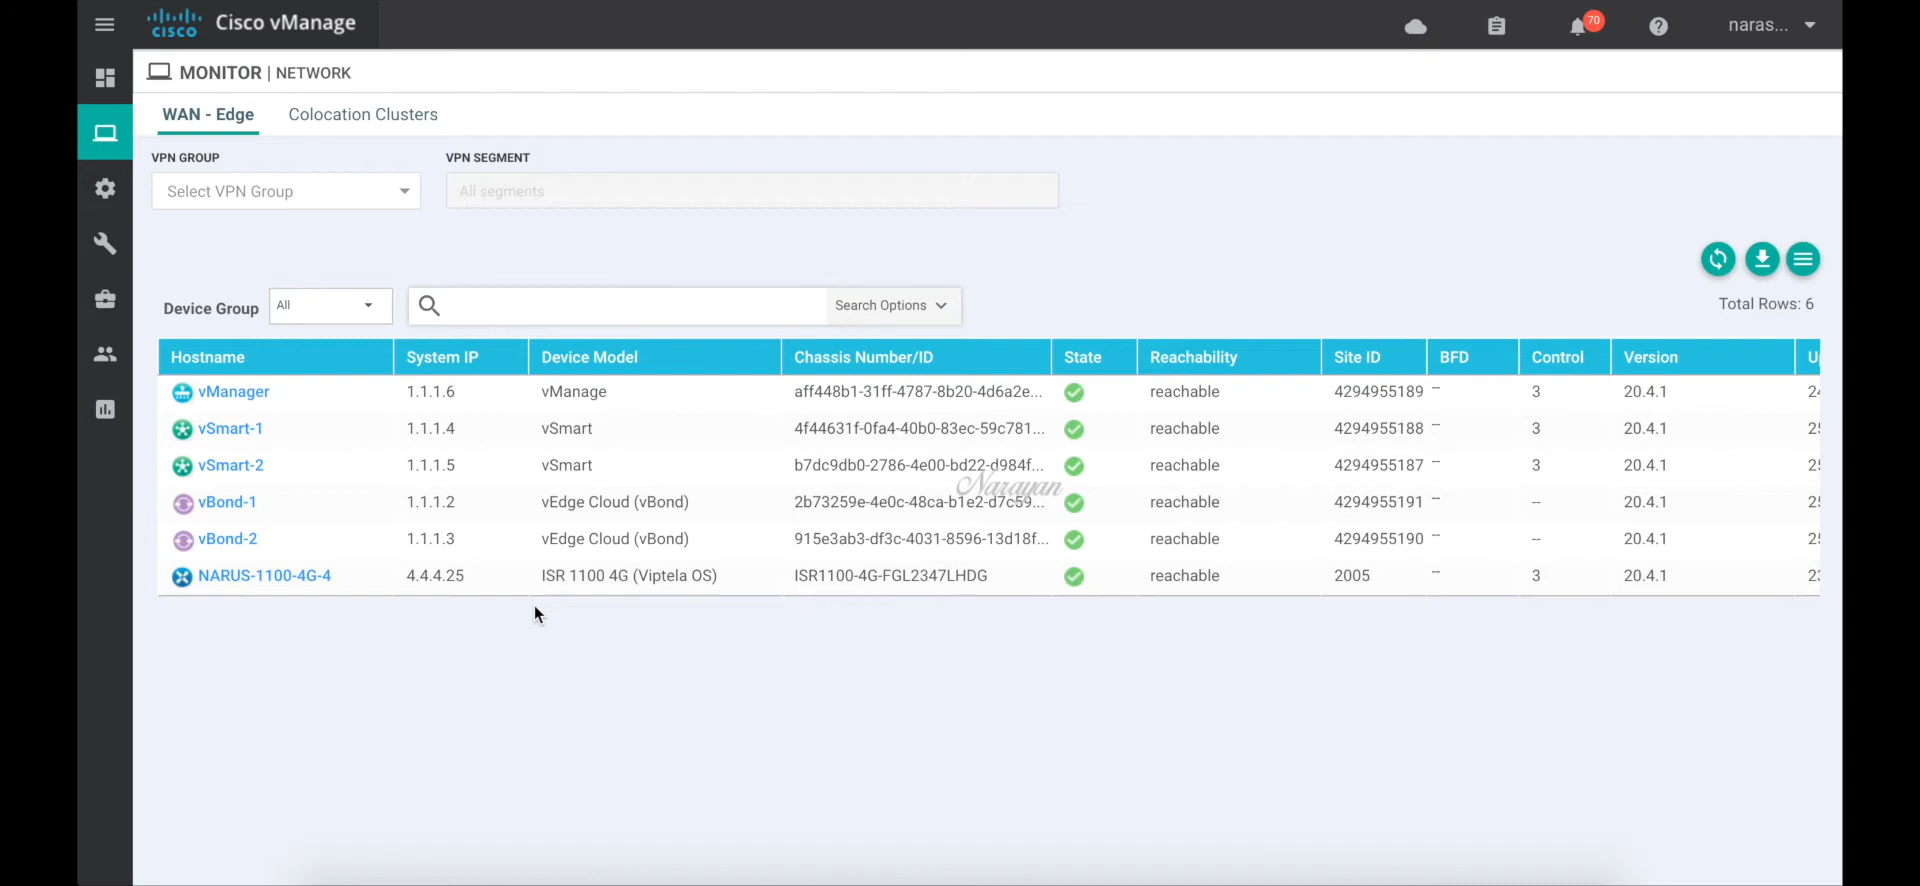 cisco Cisco vManage 70 naras...
MONITOR | NETWORK
WAN - Edge Colocation Clusters
VPN GROUP VPN SEGMENT
Select VPN Group All segments
Device Group All Search Options Total Rows: 6
Hostname System IP Device Model Chassis Number/ID State Reachability Site ID BFD Control Version
vManager 1.1.1.6 vManage aff448b1-31ff-4787-8b20-4d6a2e... reachable 4294955189 -- 3 20.4.1
vSmart-1 1.1.1.4 vSmart 4f44631f-0fa4-40b0-83ec-59c781... reachable 4294955188 -- 3 20.4.1
vSmart-2 1.1.1.5 vSmart b7dc9db0-2786-4e00-bd22-d984f... reachable 4294955187 -- 3 20.4.1
Narayan
vBond-1 1.1.1.2 vEdge Cloud (vBond) 2b73259e-4e0c-48ca-b1e2-d7c59... reachable 4294955191 -- -- 20.4.1
vBond-2 1.1.1.3 vEdge Cloud (vBond) 915e3ab3-df3c-4031-8596-13d18f... reachable 4294955190 -- -- 20.4.1
NARUS-1100-4G-4 4.4.4.25 ISR 1100 4G (Viptela OS) ISR1100-4G-FGL2347LHDG reachable 2005 -- 3 20.4.1